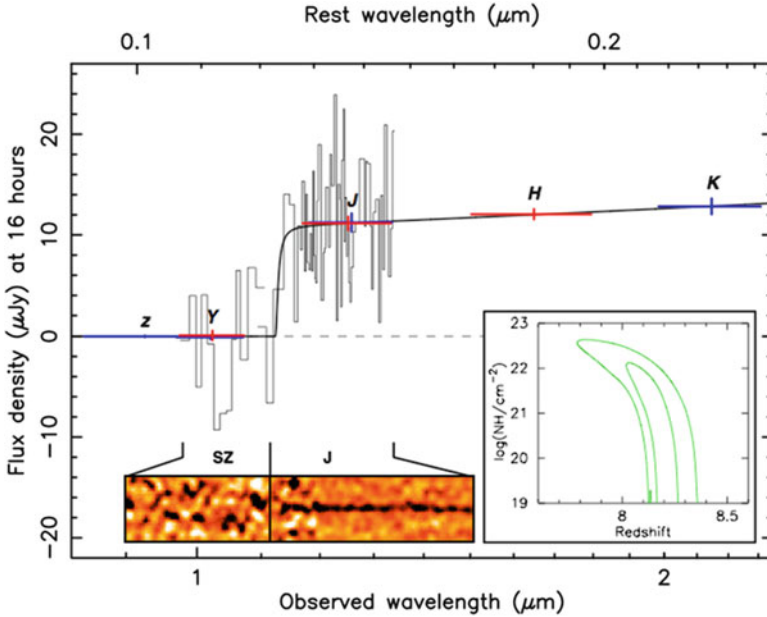 Rest wavelength (μm)
0.1 0.2
Flux density (μJy) at 16 hours
20
10
0
−10
−20
z Y J H K
SZ J
log(NH/cm⁻²)
23
22
21
20
19
8 8.5
Redshift
1 2
Observed wavelength (μm)